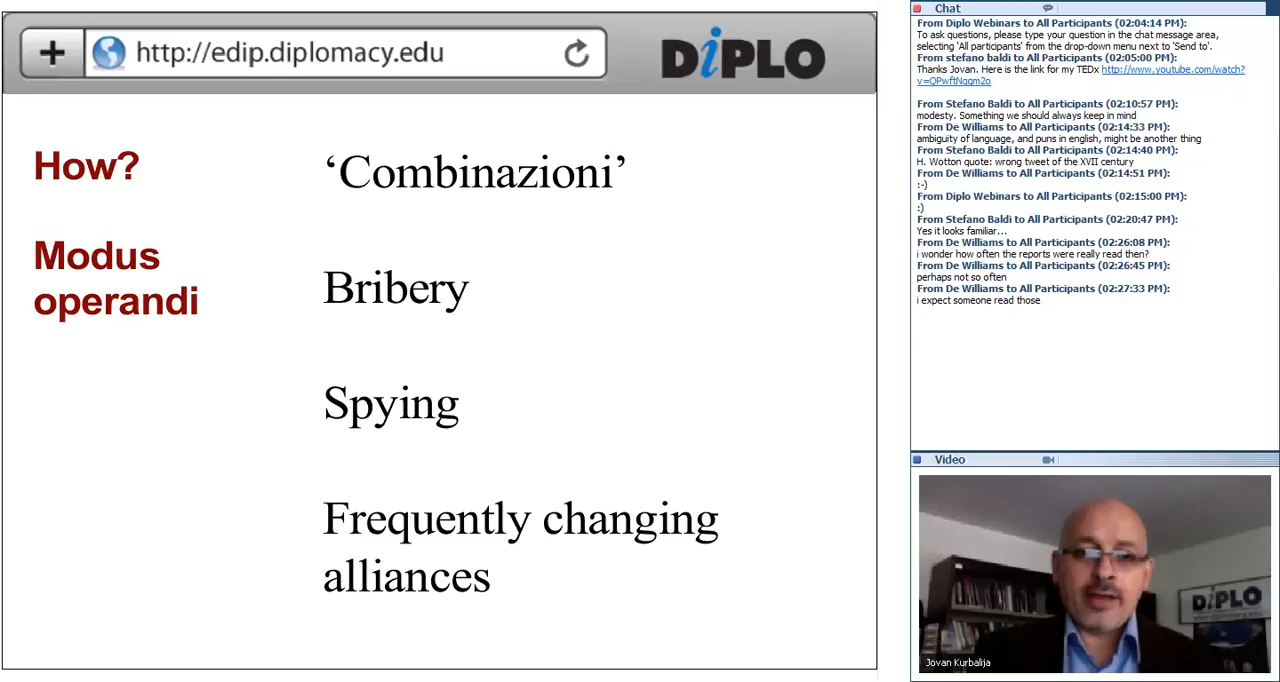 http://edip.diplomacy.edu
DiPLO
How?
‘Combinazioni’
Modus
operandi
Bribery
Spying
Frequently changing
alliances
Chat
From Diplo Webinars to All Participants (02:04:14 PM):
To ask questions, please type your question in the chat message area,
selecting 'All participants' from the drop-down menu next to 'Send to'.
From stefano baldi to All Participants (02:05:00 PM):
Thanks Jovan. Here is the link for my TEDx http://www.youtube.com/watch?
v=QPwftNqqm2o
From Stefano Baldi to All Participants (02:10:57 PM):
modesty. Something we should always keep in mind
From De Williams to All Participants (02:14:33 PM):
ambiguity of language, and puns in english, might be another thing
From Stefano Baldi to All Participants (02:14:40 PM):
H. Wotton quote: wrong tweet of the XVII century
From De Williams to All Participants (02:14:51 PM):
:-)
From Diplo Webinars to All Participants (02:15:00 PM):
:)
From Stefano Baldi to All Participants (02:20:47 PM):
Yes it looks familiar...
From De Williams to All Participants (02:26:08 PM):
i wonder how often the reports were really read then?
From De Williams to All Participants (02:26:45 PM):
perhaps not so often
From De Williams to All Participants (02:27:33 PM):
i expect someone read those
Video
DiPLO
www.diplomacy.edu
Jovan Kurbalija